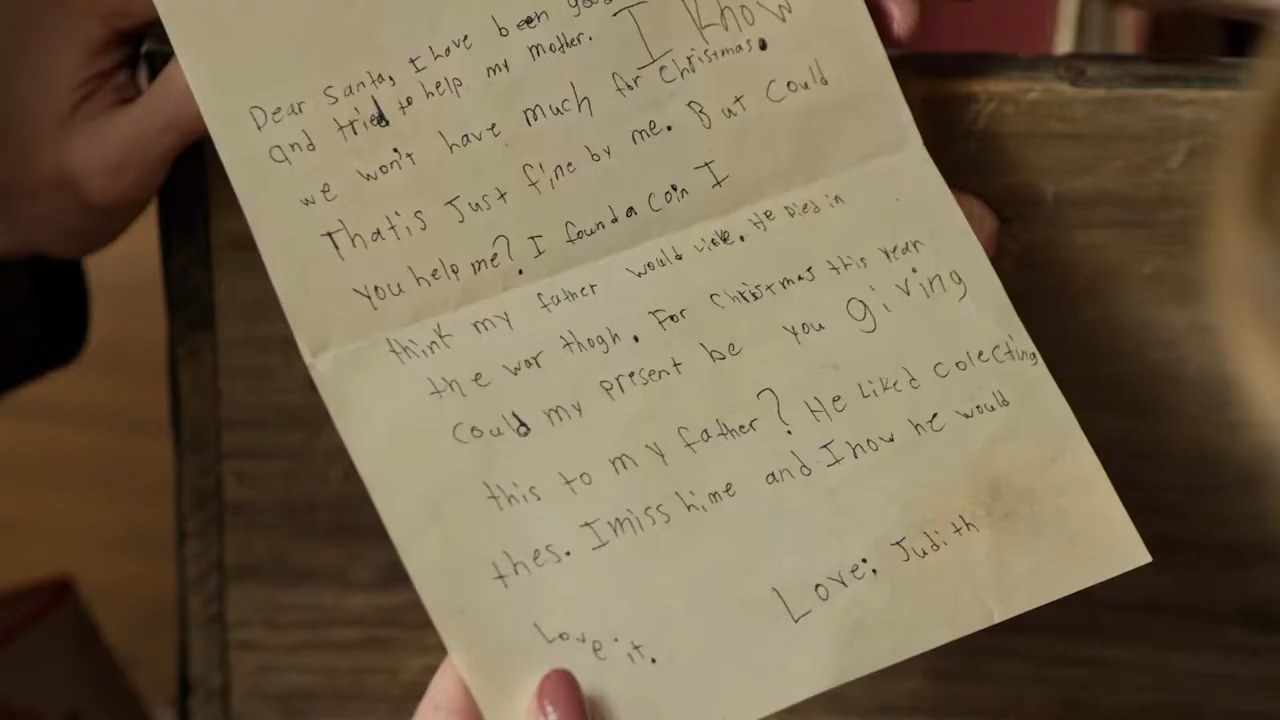 Dear Santa, I have been good
and tried to help my mother. I know
we won't have much for Christmas.
That is Just fine by me. But Could
you help me? I found a Coin I
think my father would like. He Died in
the war thogh. For Christmas this Year
Could my present be you giving
this to my father? He Liked Colecting
thes. I miss hime and I now he would
Love it.
Love, Judith